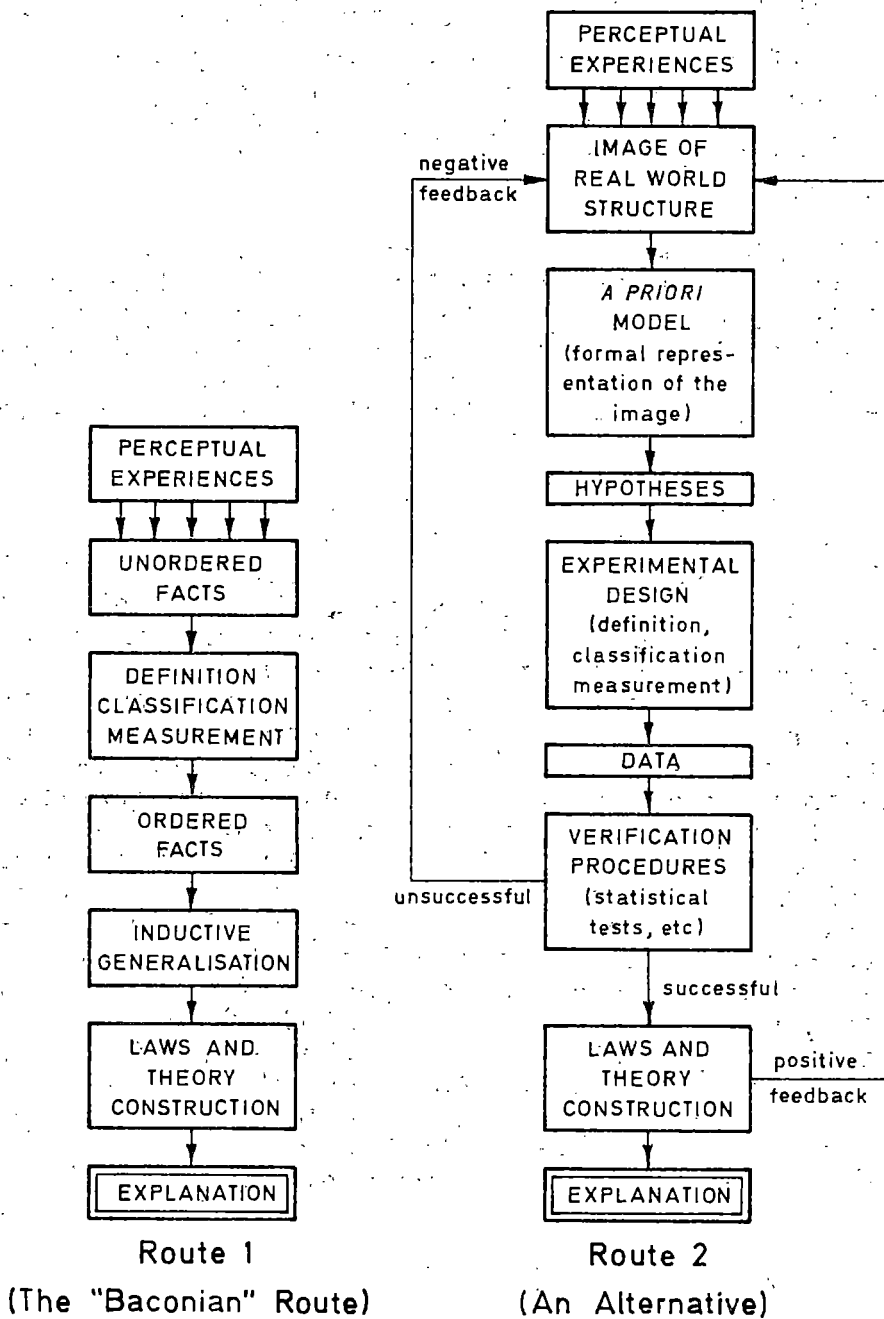 PERCEPTUAL
EXPERIENCES
UNORDERED
FACTS
DEFINITION
CLASSIFICATION
MEASUREMENT
ORDERED
FACTS
INDUCTIVE
GENERALISATION
LAWS AND
THEORY
CONSTRUCTION
EXPLANATION
Route 1
(The "Baconian" Route)
PERCEPTUAL
EXPERIENCES
IMAGE OF
REAL WORLD
STRUCTURE
negative
feedback
A PRIORI
MODEL
(formal repres-
entation of the
image)
HYPOTHESES
EXPERIMENTAL
DESIGN
(definition,
classification
measurement)
DATA
VERIFICATION
PROCEDURES
(statistical
tests, etc)
unsuccessful
successful
LAWS AND
THEORY
CONSTRUCTION
positive
feedback
EXPLANATION
Route 2
(An Alternative)